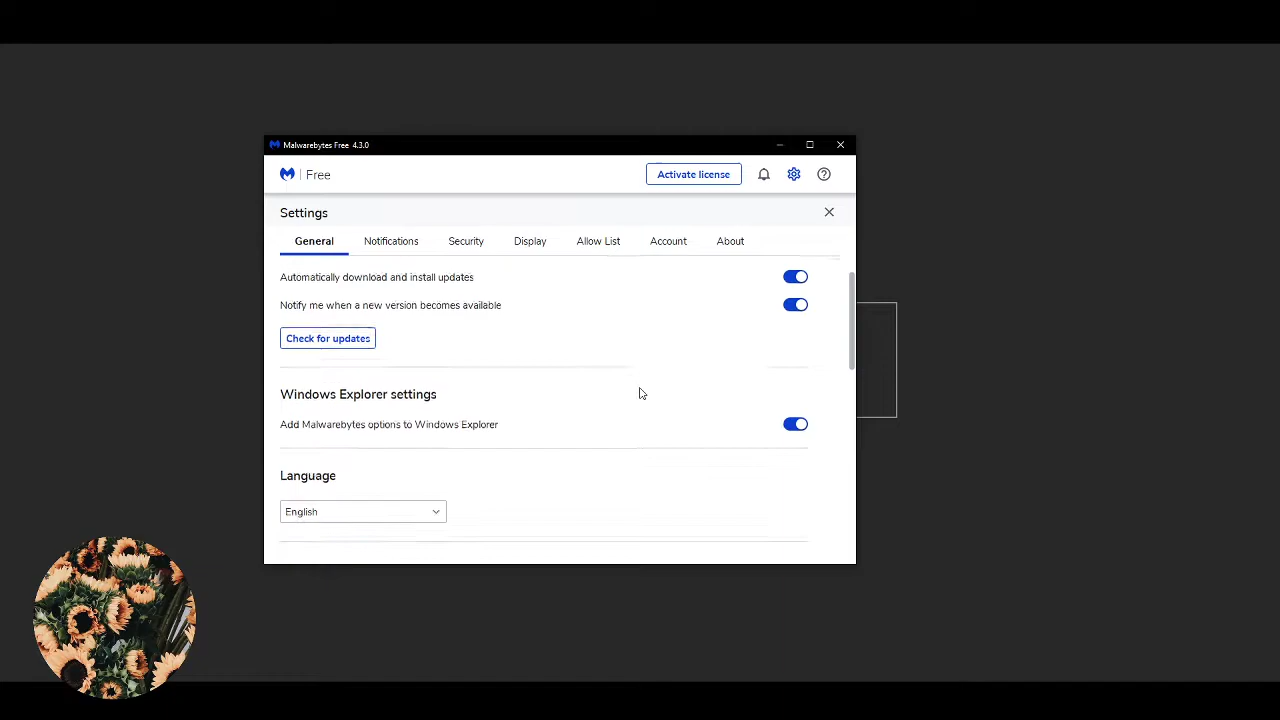 Malwarebytes Free 4.3.0
Free
Activate license
Settings
General Notifications Security Display Allow List Account About
Automatically download and install updates
Notify me when a new version becomes available
Check for updates
Windows Explorer settings
Add Malwarebytes options to Windows Explorer
Language
English